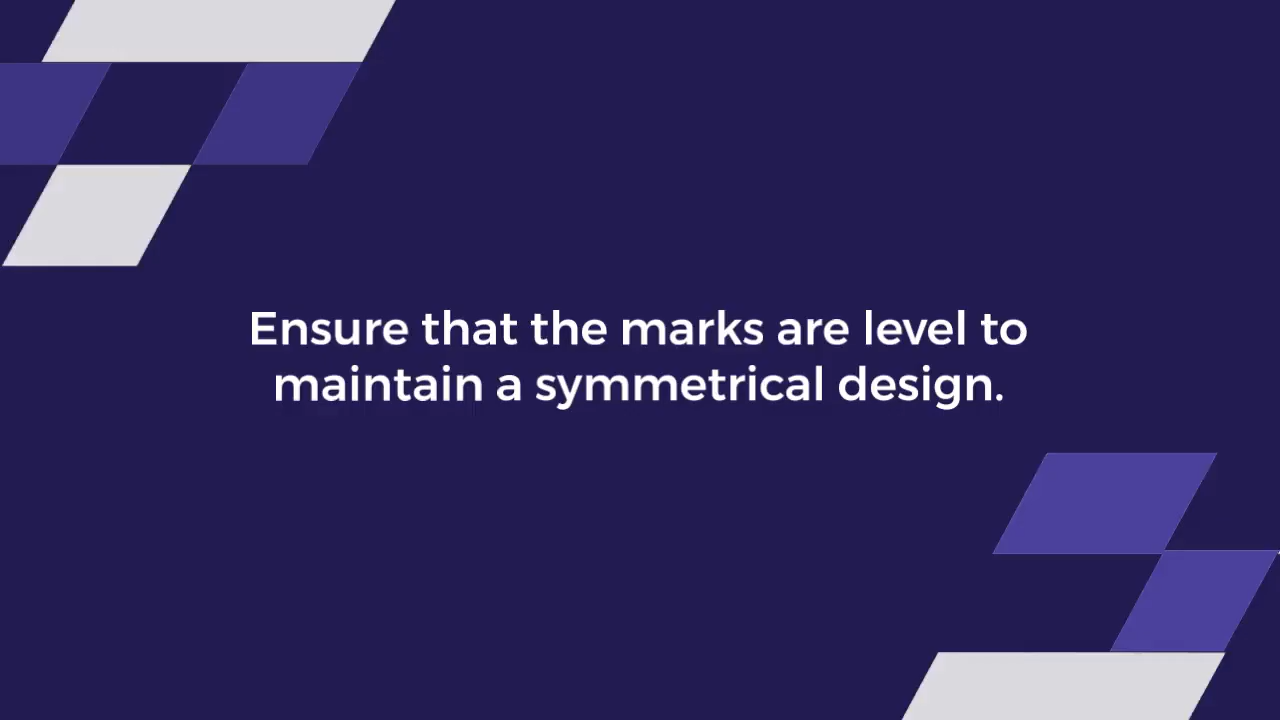 Ensure that the marks are level to
maintain a symmetrical design.